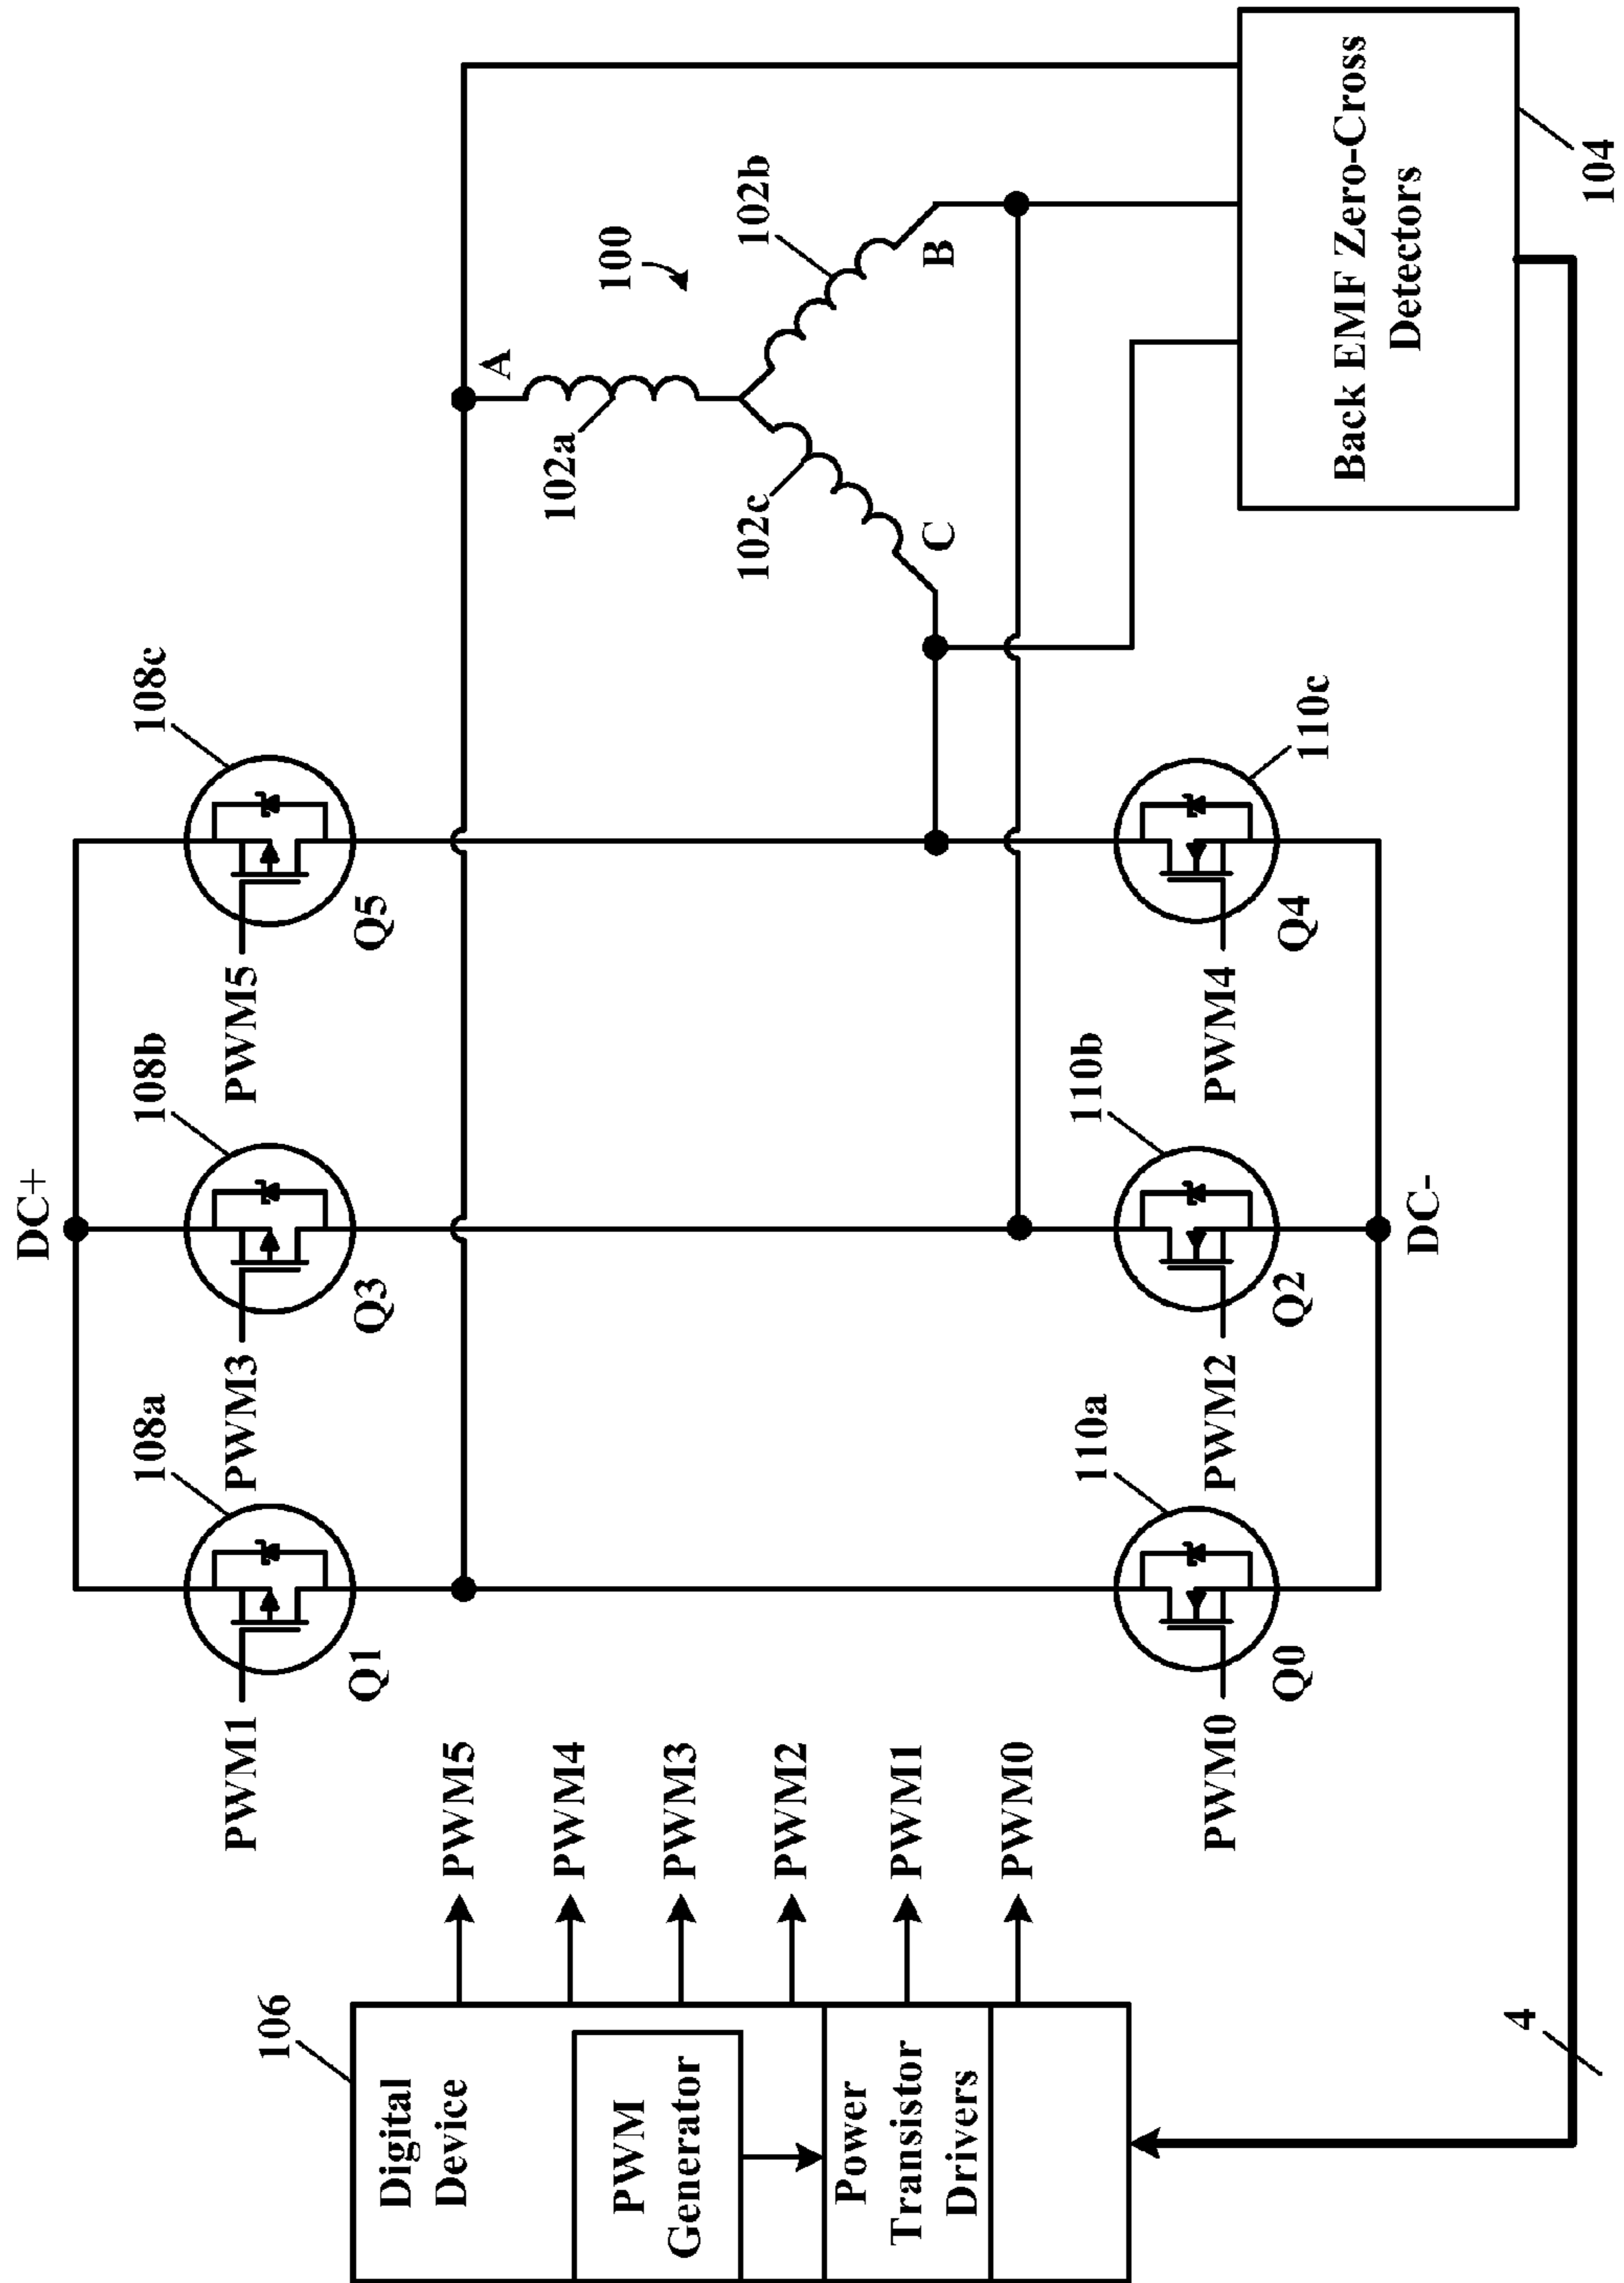 106
Digital
Device
PWM
Generator
Power
Transistor
Drivers
PWM5
PWM4
PWM3
PWM2
PWM1
PWM0
4
DC+
108a
108b
108c
PWM1
PWM3
PWM5
Q1
Q3
Q5
110a
110b
110c
PWM0
PWM2
PWM4
Q0
Q2
Q4
DC-
100
A
102a
102b
102c
B
C
Back EMF Zero-Cross
Detectors
104